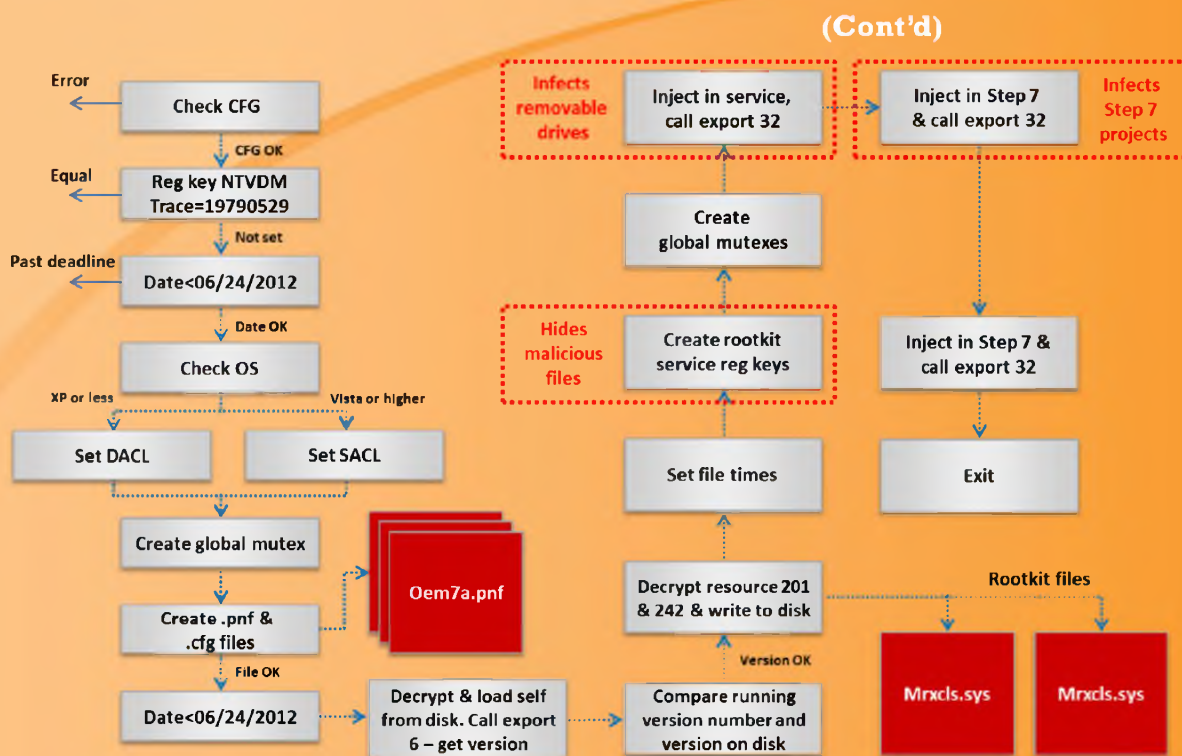 (Cont'd)
Error
Check CFG
CFG OK
Equal
Reg key NTVDM
Trace=19790529
Not set
Past deadline
Date<06/24/2012
Date OK
Check OS
XP or less
Vista or higher
Set DACL
Set SACL
Create global mutex
Create .pnf &
.cfg files
Oem7a.pnf
File OK
Date<06/24/2012
Decrypt & load self
from disk. Call export
6 – get version
Compare running
version number and
version on disk
Version OK
Decrypt resource 201
& 242 & write to disk
Rootkit files
Mrxcls.sys
Mrxcls.sys
Set file times
Hides
malicious
files
Create rootkit
service reg keys
Create
global mutexes
Infects
removable
drives
Inject in service,
call export 32
Inject in Step 7
& call export 32
Infects
Step 7
projects
Inject in Step 7 &
call export 32
Exit